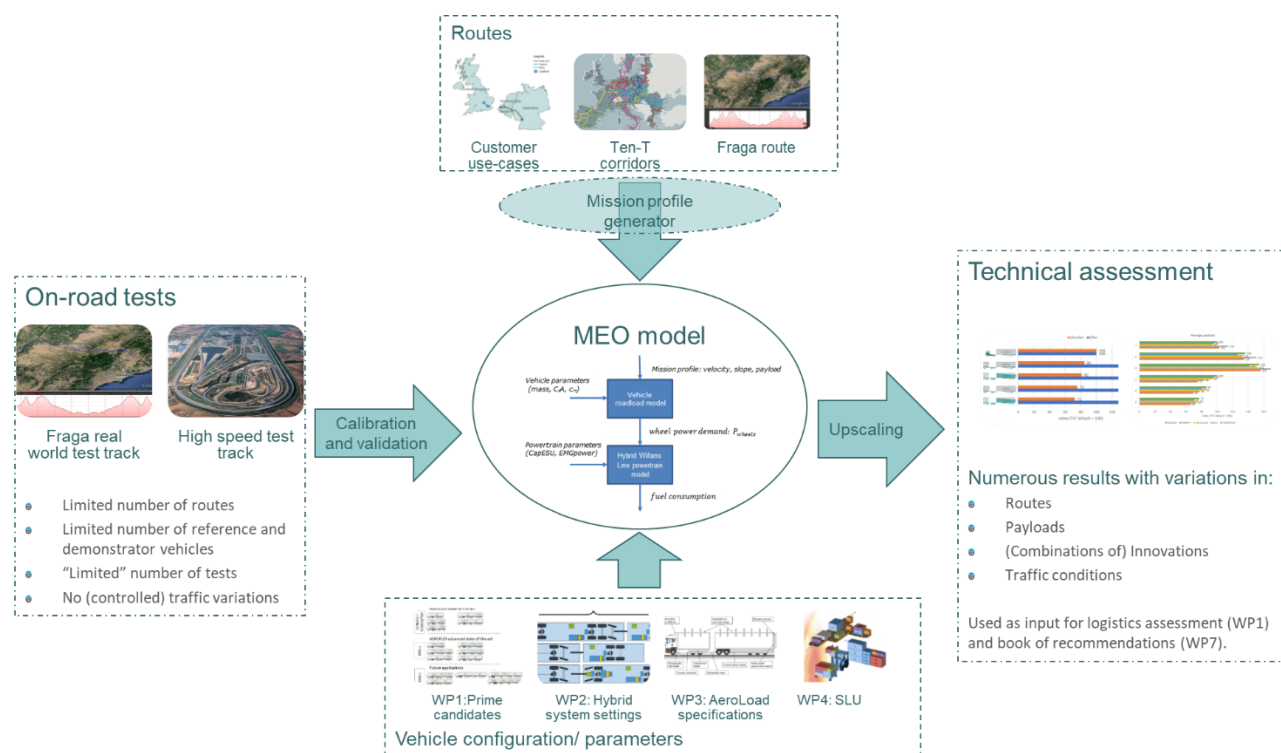 Routes
Customer
use-cases
Ten-T
corridors
Fraga route
Mission profile
generator
On-road tests
Fraga real
world test track
High speed test
track
Limited number of routes
Limited number of reference and
demonstrator vehicles
“Limited” number of tests
No (controlled) traffic variations
Calibration
and validation
MEO model
Mission profile: velocity, slope, payload
Vehicle parameters
Vehicle
roadload model
wheel power demand: P_wheels
Powertrain parameters
(CapESU, EMGpower)
Hybrid Willans
Line powertrain
model
fuel consumption
Upscaling
Technical assessment
Numerous results with variations in:
Routes
Payloads
(Combinations of) Innovations
Traffic conditions
Used as input for logistics assessment (WP1)
and book of recommendations (WP7).
WP1:Prime
candidates
WP2: Hybrid
system settings
WP3: AeroLoad
specifications
WP4: SLU
Vehicle configuration/ parameters